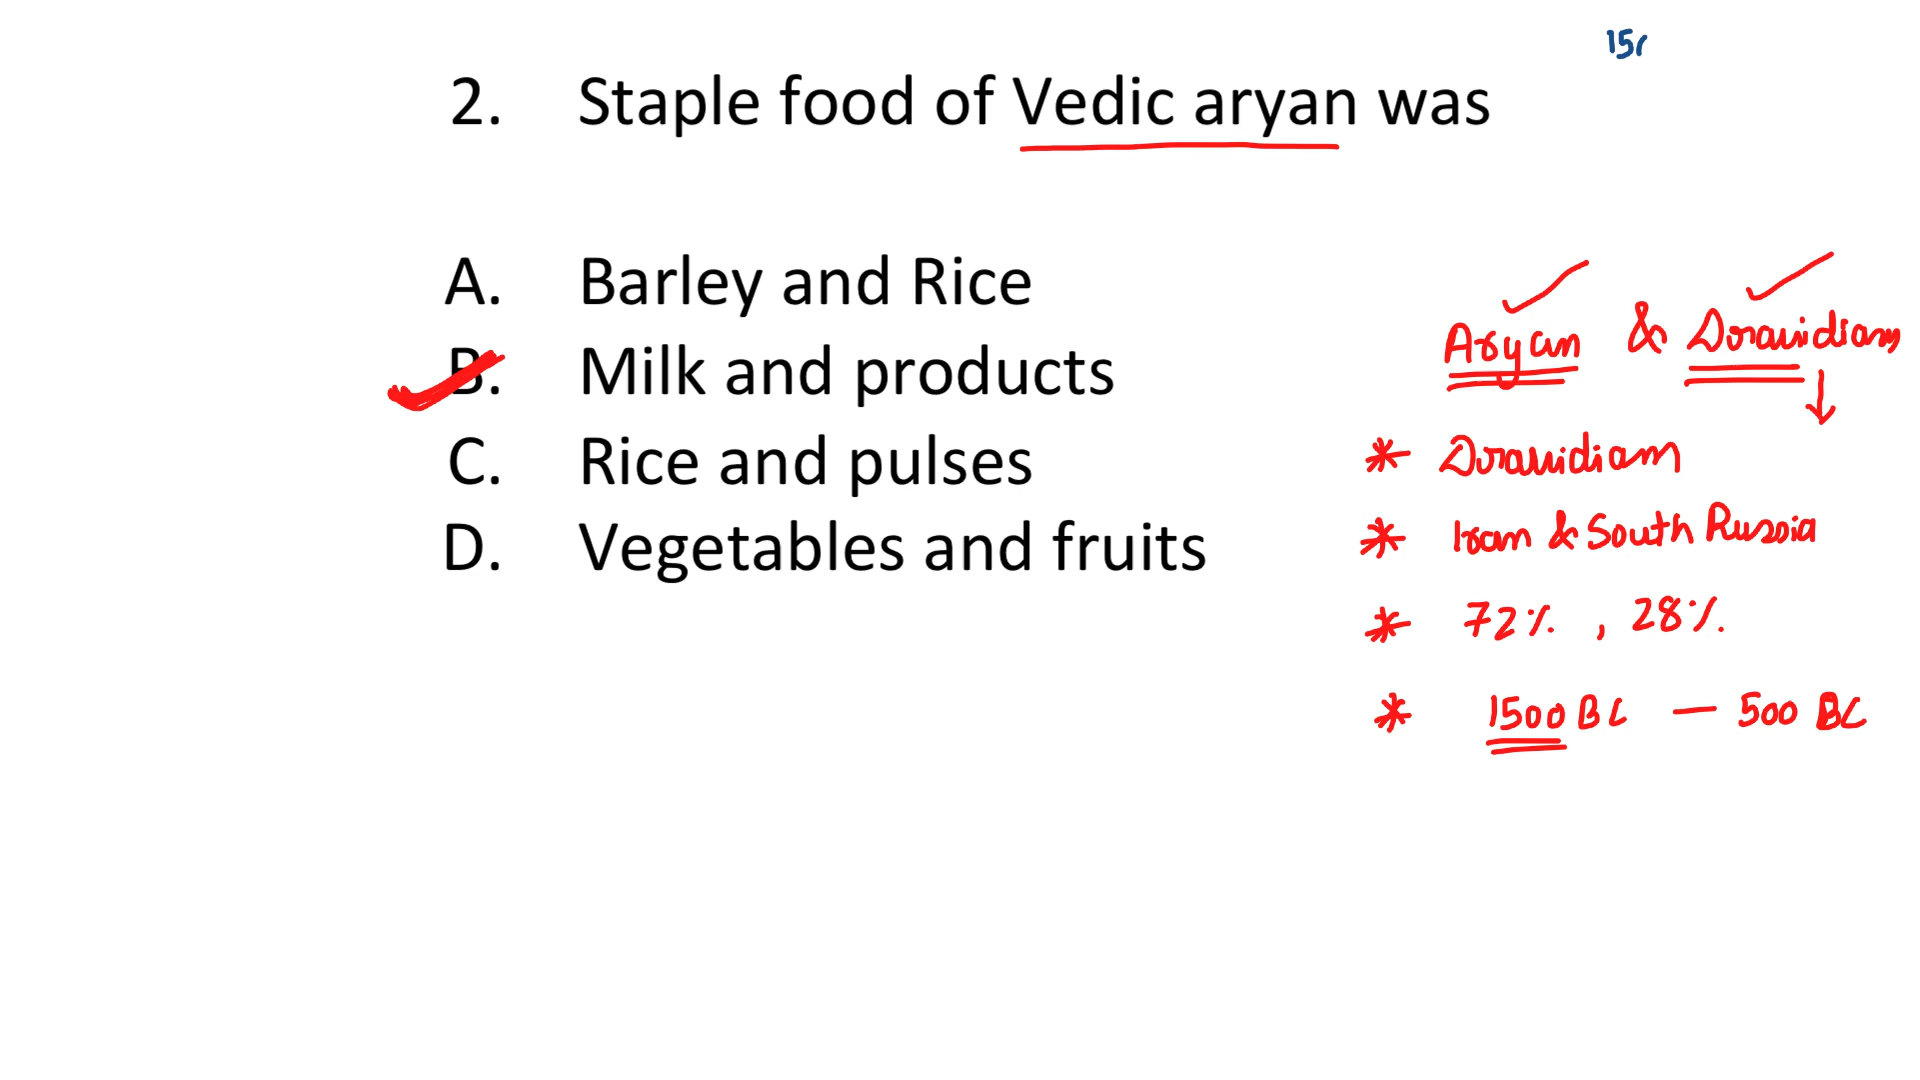 15
2. Staple food of Vedic aryan was
A. Barley and Rice
B. Milk and products
C. Rice and pulses
D. Vegetables and fruits
Aryan & Dravidian
* Dravidian
* Iran & South Russia
* 72% , 28%.
* 1500 BC — 500 BC